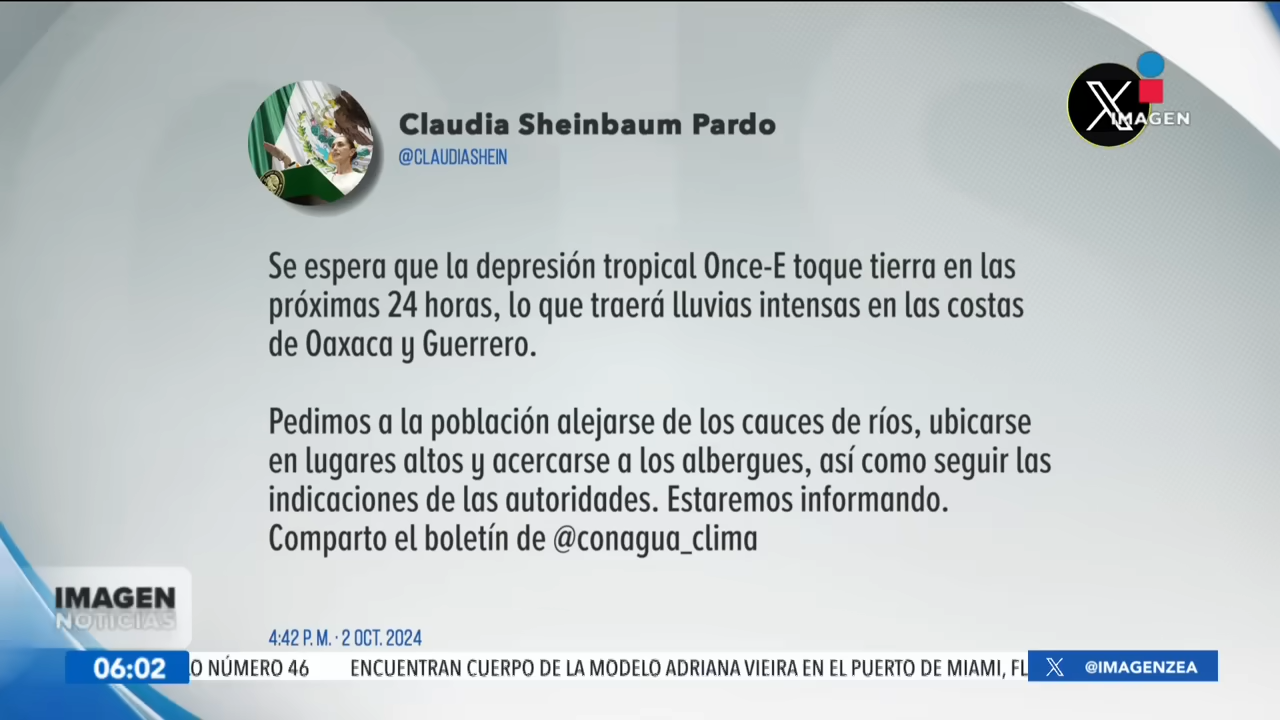 Claudia Sheinbaum Pardo
@CLAUDIASHEIN
IMAGEN
Se espera que la depresión tropical Once-E toque tierra en las
próximas 24 horas, lo que traerá lluvias intensas en las costas
de Oaxaca y Guerrero.
Pedimos a la población alejarse de los cauces de ríos, ubicarse
en lugares altos y acercarse a los albergues, así como seguir las
indicaciones de las autoridades. Estaremos informando.
Comparto el boletín de @conagua_clima
4:42 P. M. · 2 OCT. 2024
IMAGEN
NOTICIAS
06:02
O NÚMERO 46 ENCUENTRAN CUERPO DE LA MODELO ADRIANA VIEIRA EN EL PUERTO DE MIAMI, FL
@IMAGENZEA